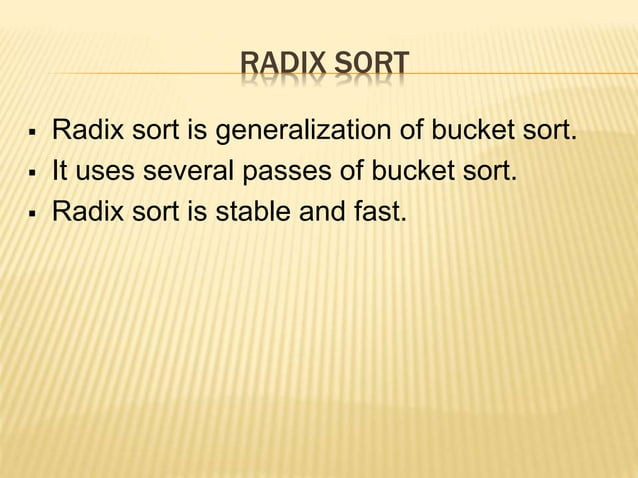 RADIX SORT
▪ Radix sort is generalization of bucket sort.
▪ It uses several passes of bucket sort.
▪ Radix sort is stable and fast.